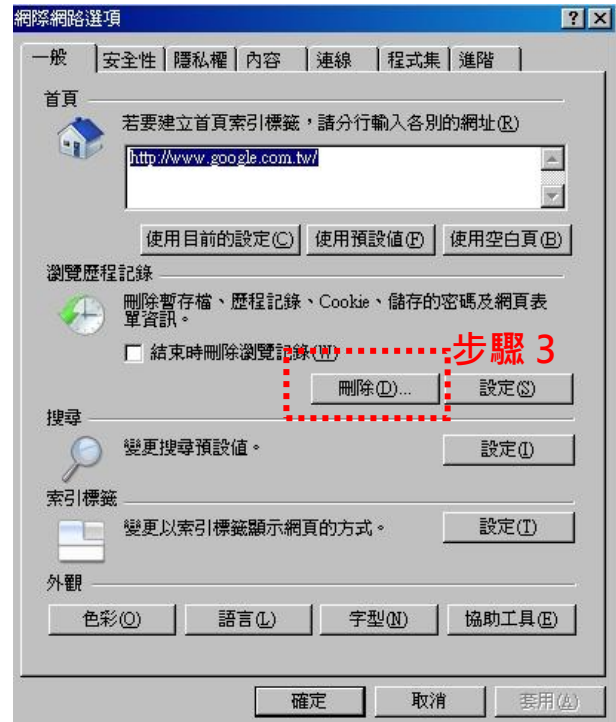 網際網路選項
一般 安全性 隱私權 內容 連線 程式集 進階
首頁
若要建立首頁索引標籤，請分行輸入各別的網址(R)
http://www.google.com.tw/
使用目前的設定(C) 使用預設值(F) 使用空白頁(B)
瀏覽歷程記錄
刪除暫存檔、歷程記錄、Cookie、儲存的密碼及網頁表
單資訊。
結束時刪除瀏覽記錄(W)
步驟 3
刪除(D)... 設定(S)
搜尋
變更搜尋預設值。 設定(I)
索引標籤
變更以索引標籤顯示網頁的方式。 設定(T)
外觀
色彩(O) 語言(L) 字型(N) 協助工具(E)
確定 取消 套用(A)